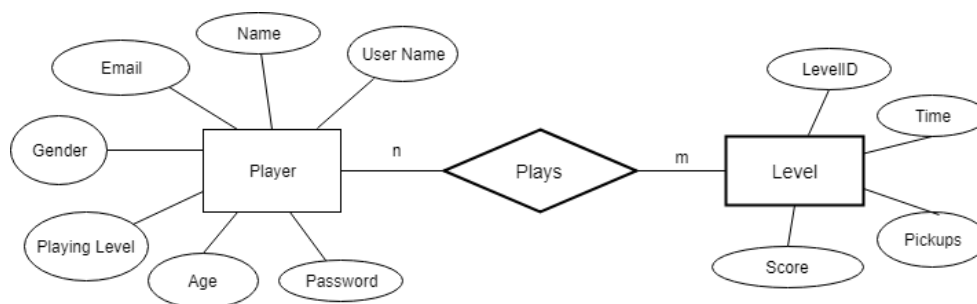 Name
User Name
Email
LevelID
Time
Gender
n
m
Player
Plays
Level
Playing Level
Pickups
Age
Password
Score